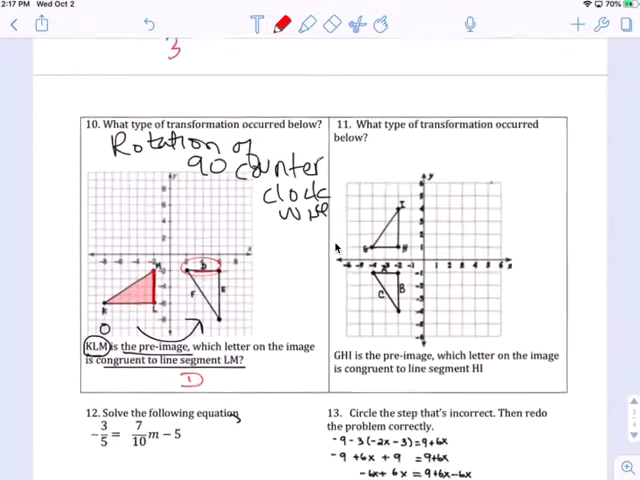 2:17 PM Wed Oct 2
70%
3
10. What type of transformation occurred below?
Rotation of
90 counter
clock
wise
KLM is the pre-image, which letter on the image
is congruent to line segment LM?
D
11. What type of transformation occurred
below?
GHI is the pre-image, which letter on the image
is congruent to line segment HI
12. Solve the following equation
-3/5 = 7/10 m - 5
13. Circle the step that's incorrect. Then redo
the problem correctly.
-9-3(-2x-3)=9+6x
-9+6x+9 =9+6x
-6x+6x =9+6x-6x